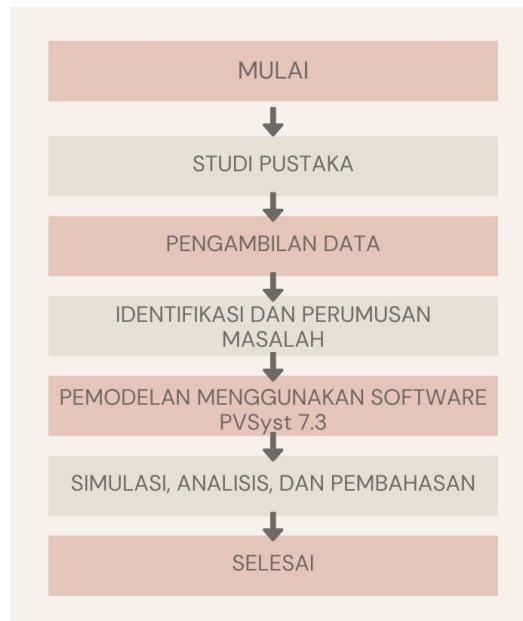 MULAI
STUDI PUSTAKA
PENGAMBILAN DATA
IDENTIFIKASI DAN PERUMUSAN
MASALAH
PEMODELAN MENGGUNAKAN SOFTWARE
PVSyst 7.3
SIMULASI, ANALISIS, DAN PEMBAHASAN
SELESAI